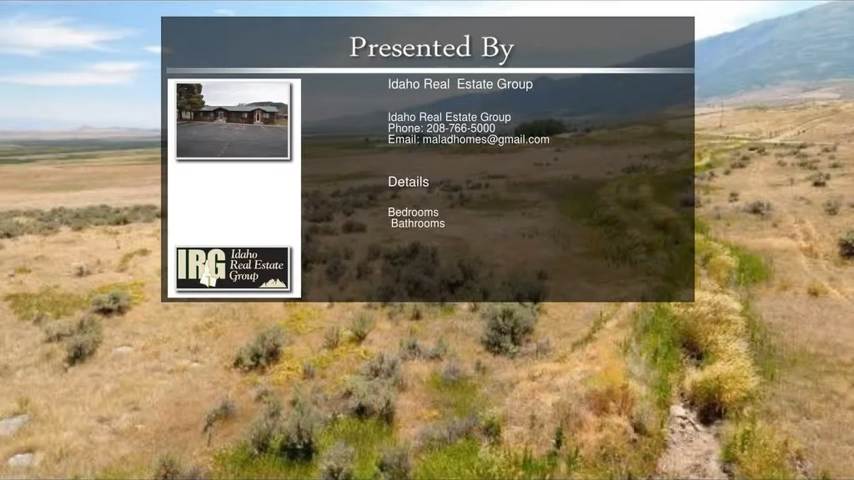 Presented By
Idaho Real Estate Group
Idaho Real Estate Group
Phone: 208-766-5000
Email: maladhomes@gmail.com
Details
Bedrooms
Bathrooms
IRG Idaho
Real Estate
Group